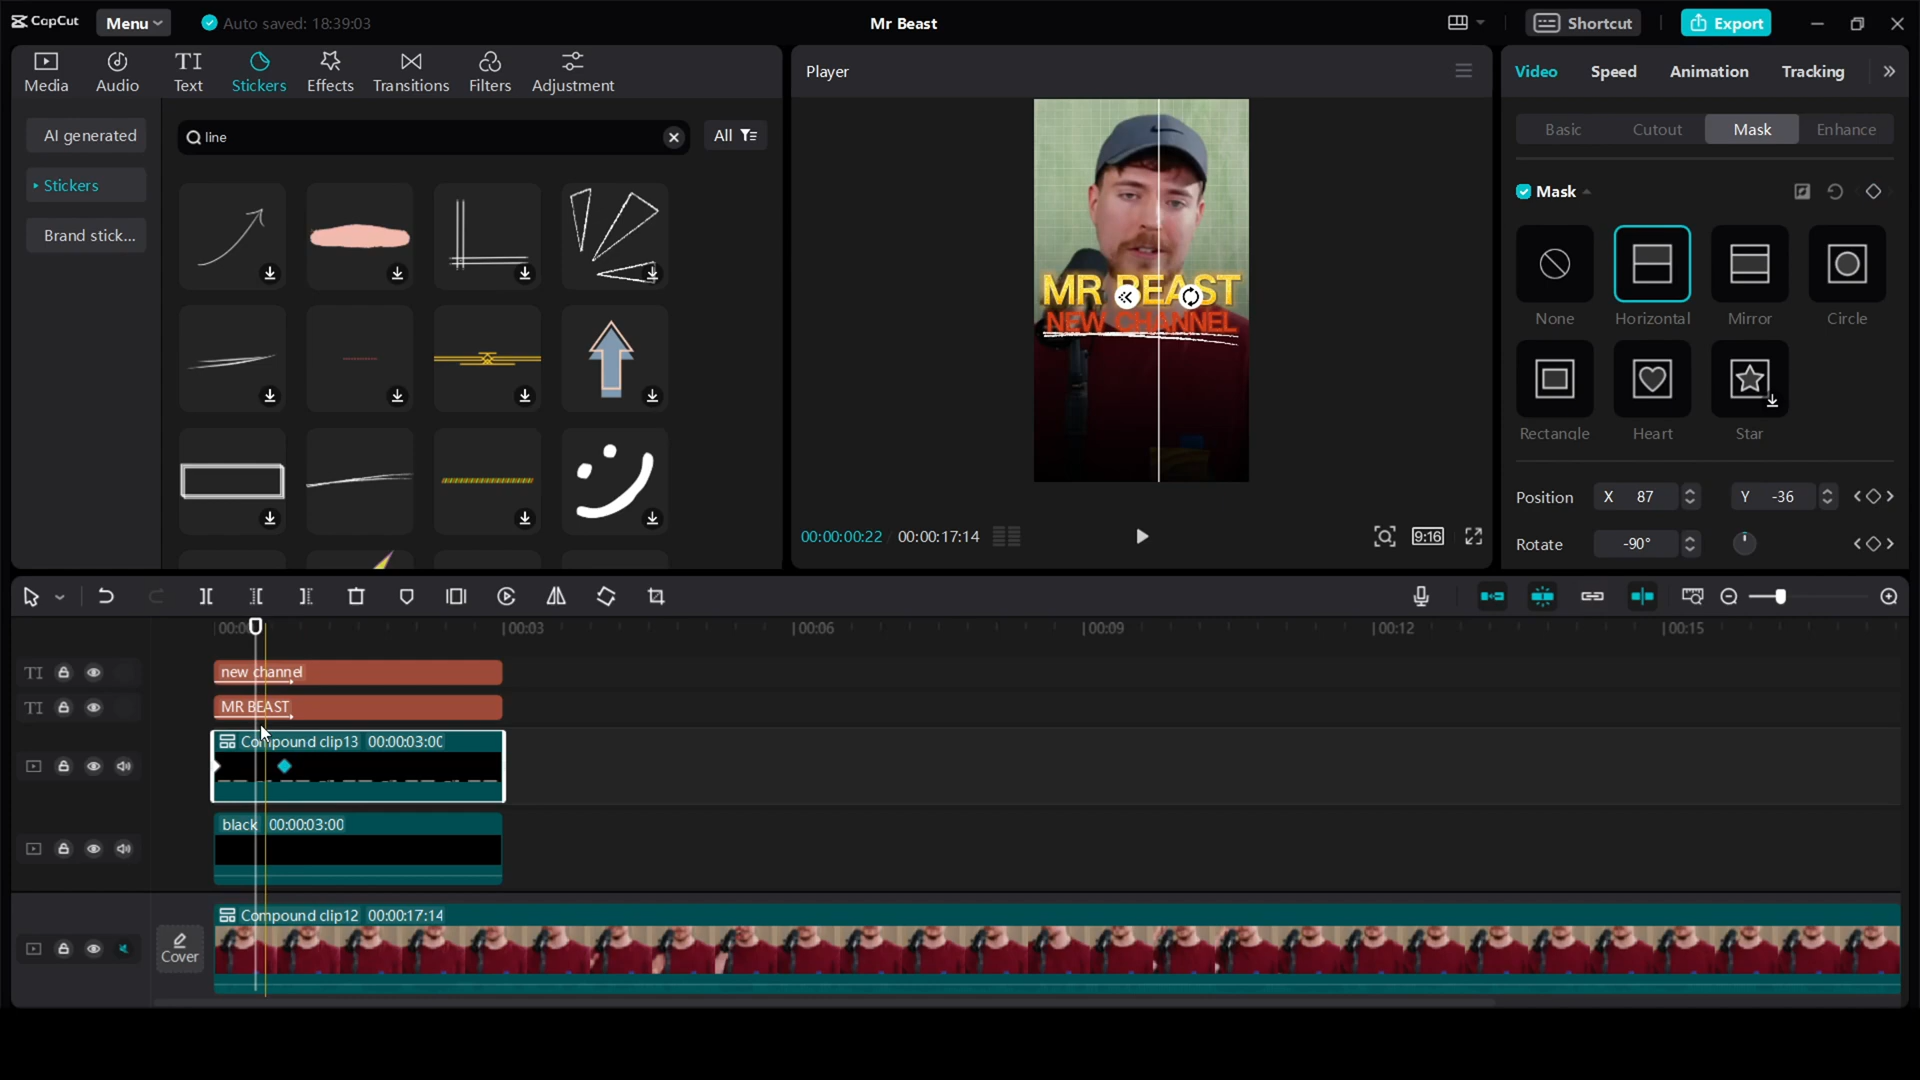 CapCut
Menu
Auto saved: 18:39:03
Mr Beast
Shortcut
Export
Media
Audio
TI
Text
Stickers
Effects
Transitions
Filters
Adjustment
AI generated
Stickers
Brand stick...
line
All
Player
MR BEAST
NEW CHANNEL
00:00:00:22
00:00:17:14
9:16
Video
Speed
Animation
Tracking
Basic
Cutout
Mask
Enhance
Mask
None
Horizontal
Mirror
Circle
Rectangle
Heart
Star
Position
X 87
Y -36
Rotate
-90°
00:03
00:06
00:09
00:12
00:15
TI
new channel
TI
MR BEAST
Compound clip13 00:00:03:00
black 00:00:03:00
Cover
Compound clip12 00:00:17:14